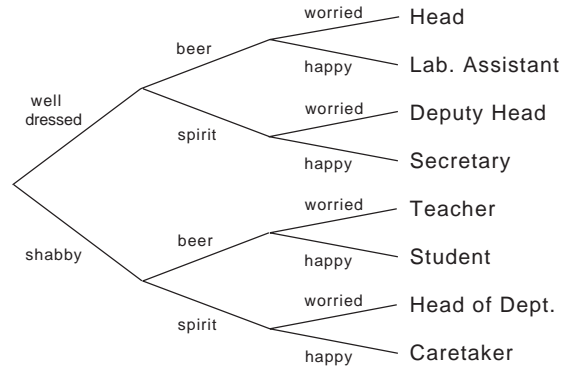 worried
Head
beer
happy
Lab. Assistant
well
dressed
worried
Deputy Head
spirit
happy
Secretary
worried
Teacher
beer
shabby
happy
Student
worried
Head of Dept.
spirit
happy
Caretaker